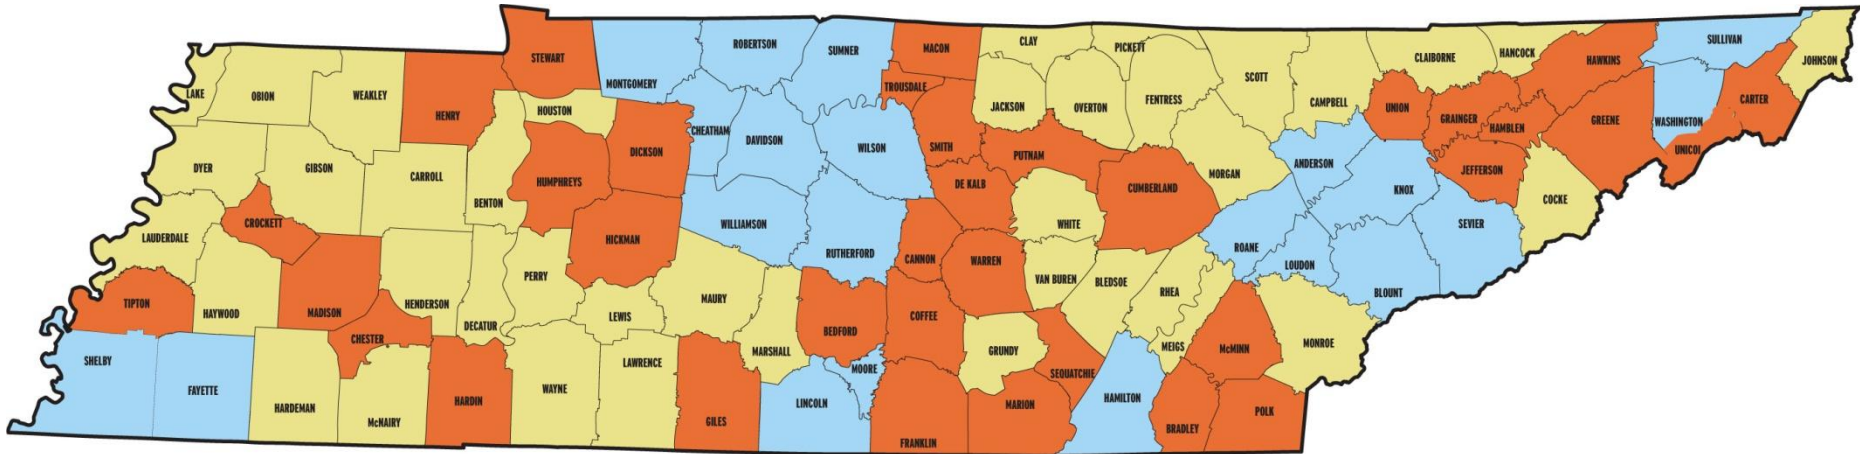 STEWART
ROBERTSON
SUMNER
MACON
CLAY
PICKETT
CLAIBORNE
HANCOCK
SULLIVAN
HAWKINS
JOHNSON
LAKE
OBION
WEAKLEY
HENRY
HOUSTON
MONTGOMERY
TROUSDALE
JACKSON
OVERTON
FENTRESS
SCOTT
CAMPBELL
UNION
GRAINGER
HAMBLEN
GREENE
WASHINGTON
CARTER
UNICOI
CHEATHAM
DAVIDSON
WILSON
SMITH
PUTNAM
DYER
GIBSON
CARROLL
BENTON
HUMPHREYS
DICKSON
DE KALB
CUMBERLAND
MORGAN
ANDERSON
KNOX
JEFFERSON
COCKE
LAUDERDALE
CROCKETT
HICKMAN
WILLIAMSON
RUTHERFORD
CANNON
WARREN
WHITE
ROANE
LOUDON
SEVIER
TIPTON
HAYWOOD
MADISON
HENDERSON
DECATUR
PERRY
LEWIS
MAURY
BEDFORD
COFFEE
VAN BUREN
BLEDSOE
RHEA
BLOUNT
SHELBY
FAYETTE
HARDEMAN
CHESTER
McNAIRY
HARDIN
WAYNE
LAWRENCE
GILES
MARSHALL
LINCOLN
MOORE
FRANKLIN
GRUNDY
MARION
SEQUATCHIE
HAMILTON
MEIGS
McMINN
MONROE
BRADLEY
POLK